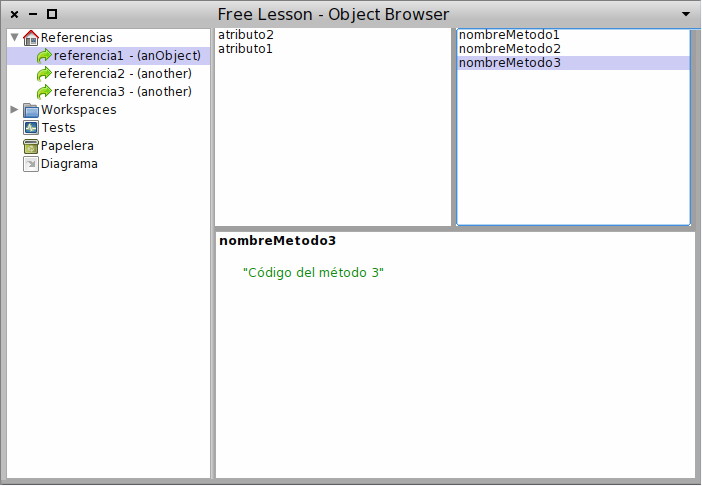 Free Lesson - Object Browser
Referencias
referencia1 - (anObject)
referencia2 - (another)
referencia3 - (another)
Workspaces
Tests
Papelera
Diagrama
atributo2
atributo1
nombreMetodo1
nombreMetodo2
nombreMetodo3
nombreMetodo3
"Código del método 3"